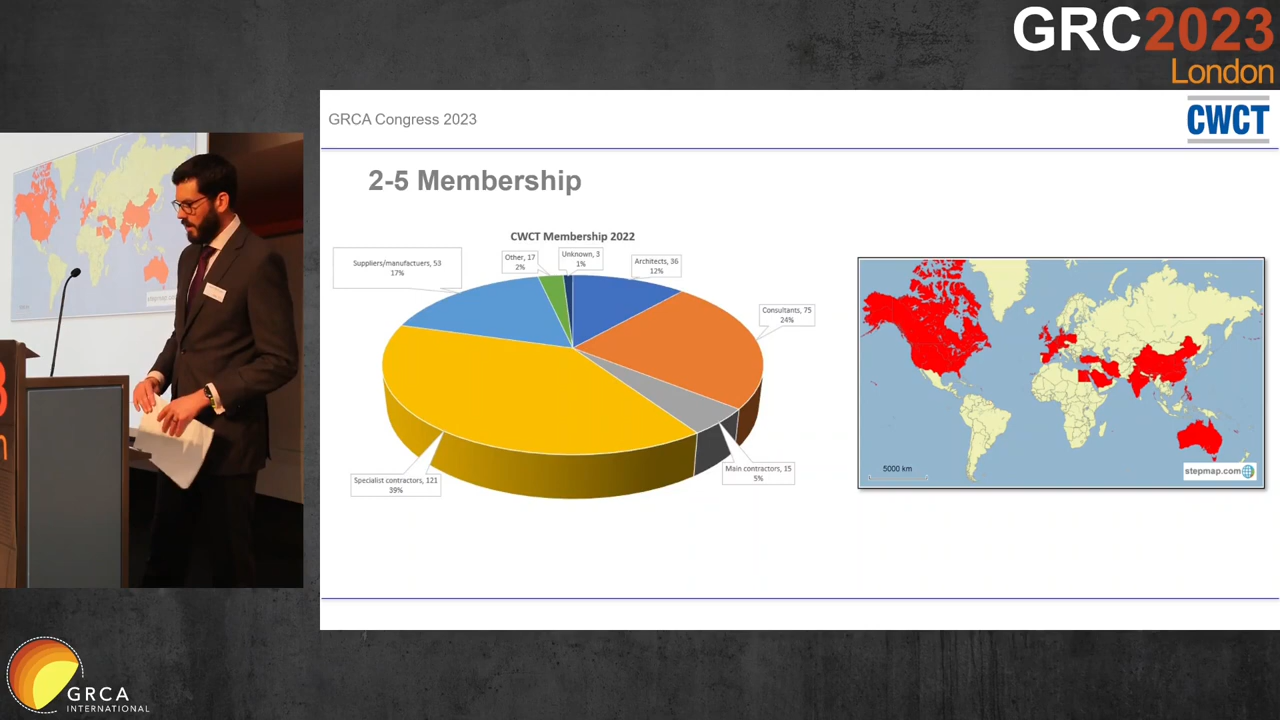 GRC2023
London
GRCA Congress 2023
CWCT
2-5 Membership
CWCT Membership 2022
Suppliers/manufactuers, 53
17%
Other, 17
2%
Unknown, 3
1%
Architects, 36
12%
Consultants, 75
24%
Specialist contractors, 121
39%
Main contractors, 15
5%
5000 km
stepmap.com
GRCA
INTERNATIONAL